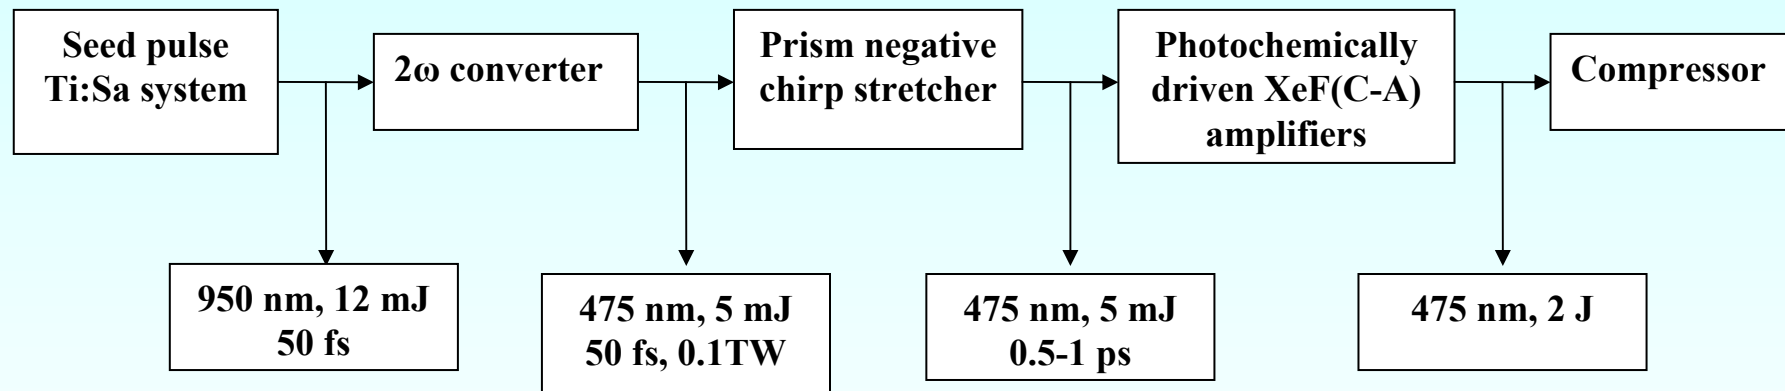 Seed pulse
Ti:Sa system
2ω converter
Prism negative
chirp stretcher
Photochemically
driven XeF(C-A)
amplifiers
Compressor
950 nm, 12 mJ
50 fs
475 nm, 5 mJ
50 fs, 0.1TW
475 nm, 5 mJ
0.5-1 ps
475 nm, 2 J